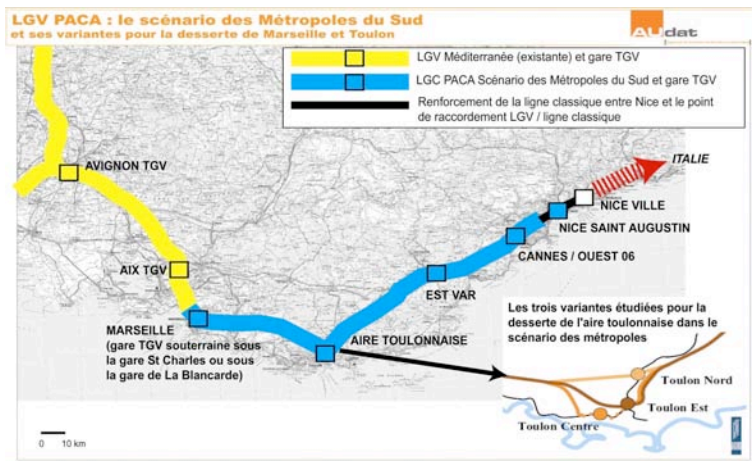 LGV PACA : le scénario des Métropoles du Sud
et ses variantes pour la desserte de Marseille et Toulon
AUdat
LGV Méditerranée (existante) et gare TGV
LGC PACA Scénario des Métropoles du Sud et gare TGV
Renforcement de la ligne classique entre Nice et le point
de raccordement LGV / ligne classique
ITALIE
AVIGNON TGV
NICE VILLE
NICE SAINT AUGUSTIN
CANNES / OUEST 06
AIX TGV
EST VAR
MARSEILLE
(gare TGV souterraine sous
la gare St Charles ou sous
la gare de La Blancarde)
AIRE TOULONNAISE
Les trois variantes étudiées pour la
desserte de l'aire toulonnaise dans le
scénario des métropoles
Toulon Nord
Toulon Est
Toulon Centre
0 10 km